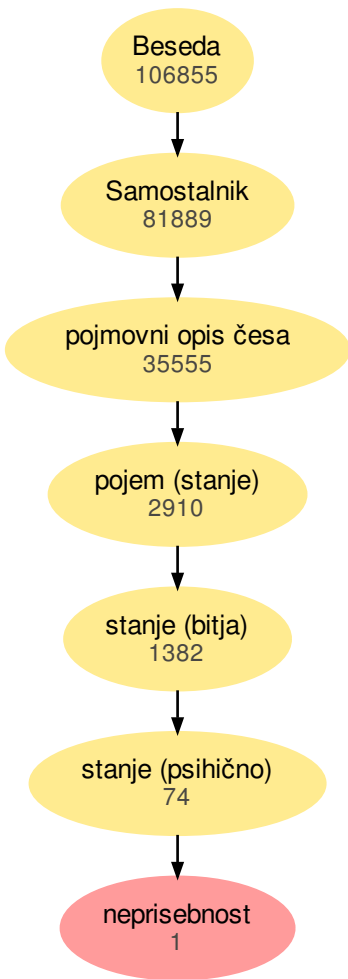 Beseda
106855
Samostalnik
81889
pojmovni opis česa
35555
pojem (stanje)
2910
stanje (bitja)
1382
stanje (psihično)
74
neprisebnost
1